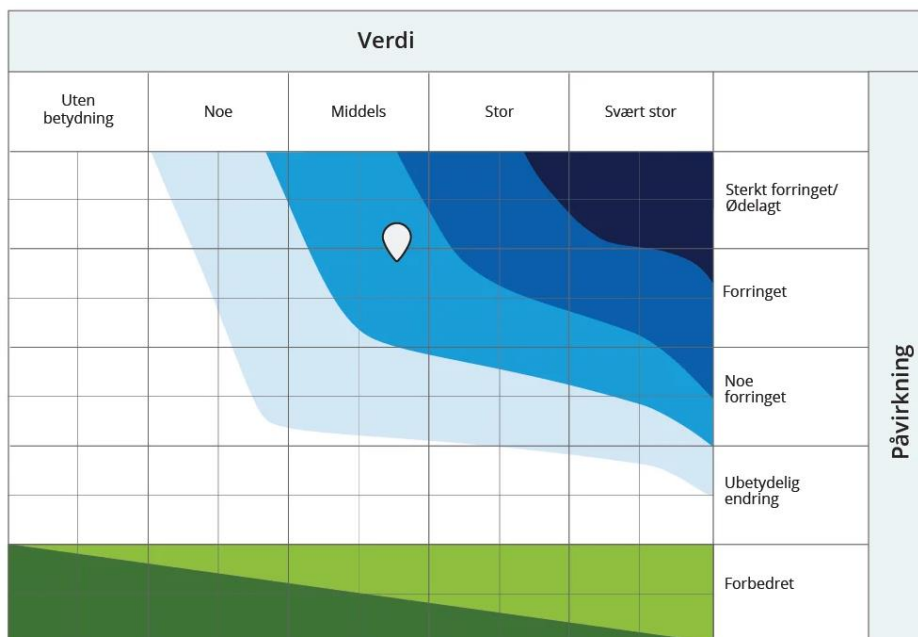 Verdi
Uten
betydning
Noe
Middels
Stor
Svært stor
Sterkt forringet/
Ødelagt
Forringet
Noe
forringet
Ubetydelig
endring
Forbedret
Påvirkning